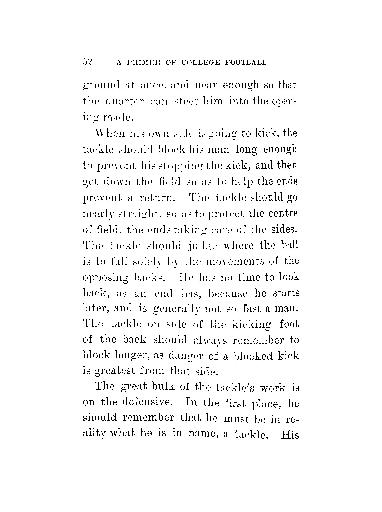 52 A PRIMER OF COLLEGE FOOTBALL
ground at once, and near enough so that
the quarter can steer him into the open-
ing made.
When his own side is going to kick, the
tackle should block his man long enough
to prevent his stopping the kick, and then
get down the field so as to help the ends
prevent a return. The tackle should go
nearly straight, so as to protect the centre
of field, the ends taking care of the sides.
The tackle should judge where the ball
is to fall solely by the movements of the
opposing backs. He has no time to look
back, as an end has, because he starts
later, and is generally not so fast a man.
The tackle on side of the kicking foot
of the back should always remember to
block longer, as danger of a blocked kick
is greatest from that side.
The great bulk of the tackle's work is
on the defensive. In the first place, he
should remember that he must be in re-
ality what he is in name, a tackle. His